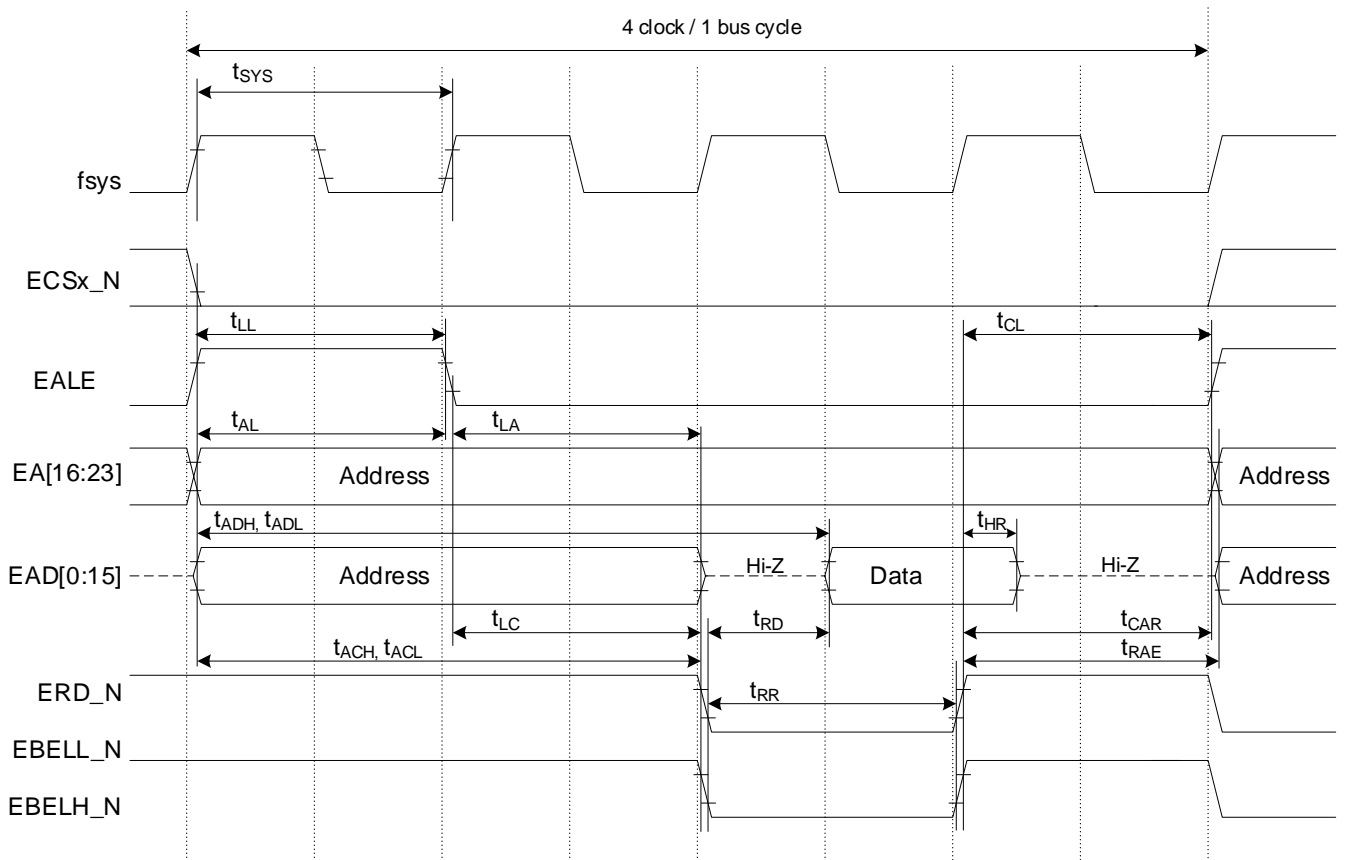 4 clock / 1 bus cycle
tSYS
fsys
ECSx_N
tLL
tCL
EALE
tAL
tLA
EA[16:23]
Address
Address
tADH, tADL
tHR
EAD[0:15]
Address
Hi-Z
Data
Hi-Z
Address
tLC
tRD
tCAR
tACH, tACL
tRAE
ERD_N
tRR
EBELL_N
EBELH_N